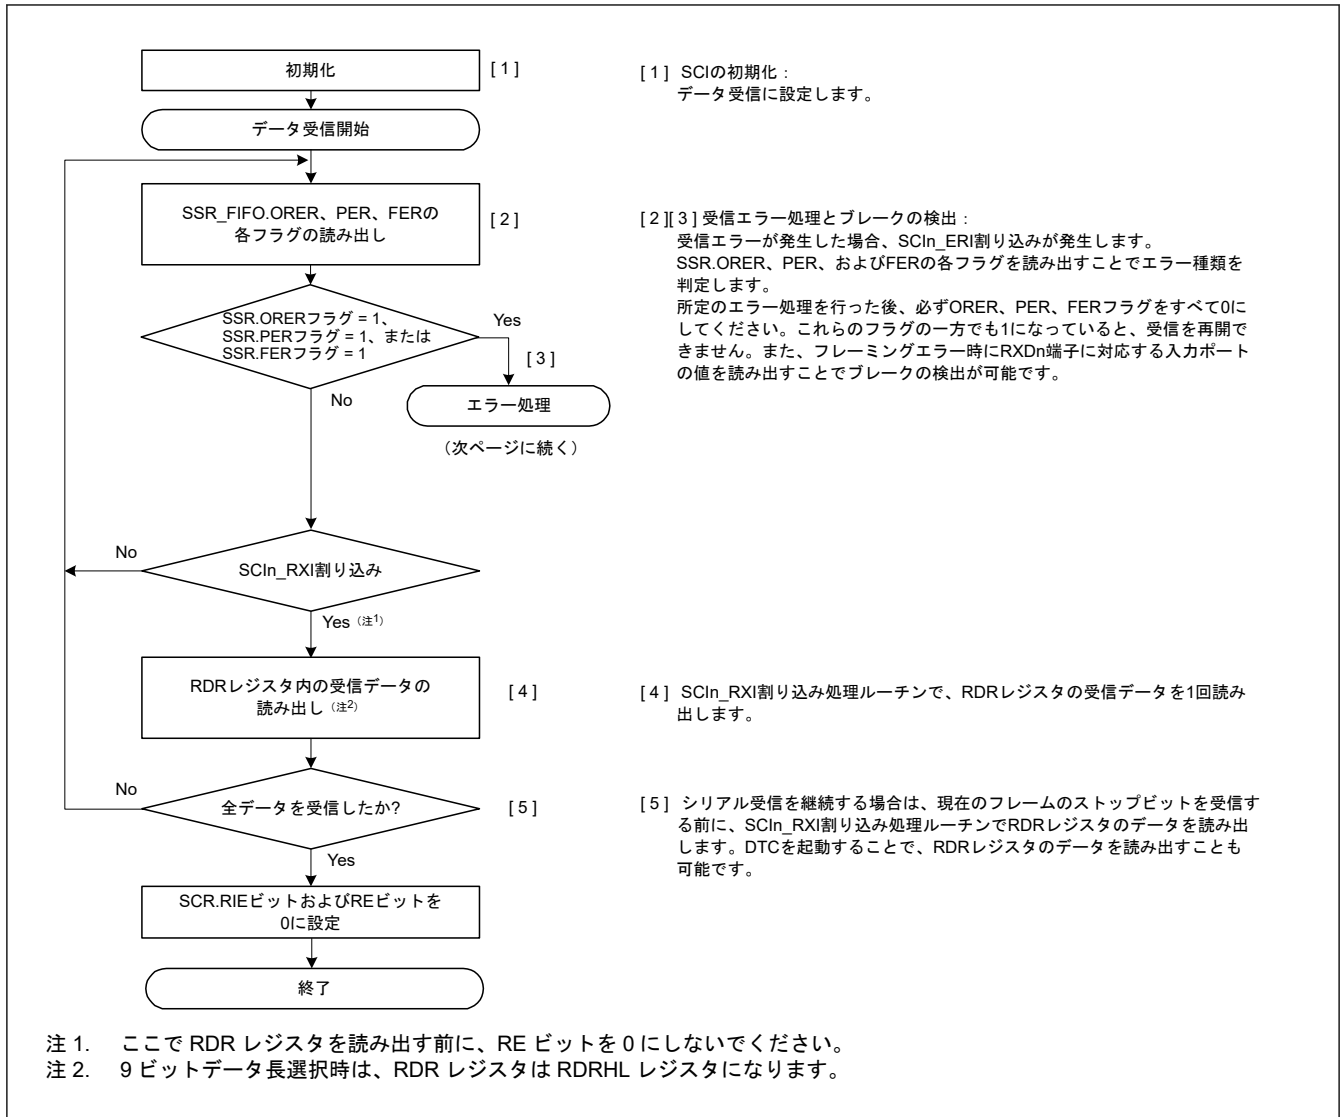 初期化
[ 1 ]
[ 1 ] SCIの初期化：
データ受信に設定します。
データ受信開始
SSR_FIFO.ORER、PER、FERの
各フラグの読み出し
[ 2 ]
[ 2 ][ 3 ] 受信エラー処理とブレークの検出：
受信エラーが発生した場合、SCIn_ERI割り込みが発生します。
SSR.ORER、PER、およびFERの各フラグを読み出すことでエラー種類を
判定します。
所定のエラー処理を行った後、必ずORER、PER、FERフラグをすべて0に
してください。これらのフラグの一方でも1になっていると、受信を再開で
きません。また、フレーミングエラー時にRXDn端子に対応する入力ポート
の値を読み出すことでブレークの検出が可能です。
SSR.ORERフラグ = 1、
SSR.PERフラグ = 1、または
SSR.FERフラグ = 1
Yes
[ 3 ]
No
エラー処理
（次ページに続く）
No
SCIn_RXI割り込み
Yes（注1）
RDRレジスタ内の受信データの
読み出し（注2）
[ 4 ]
[ 4 ] SCIn_RXI割り込み処理ルーチンで、RDRレジスタの受信データを1回読み
出します。
No
全データを受信したか?
[ 5 ]
[ 5 ] シリアル受信を継続する場合は、現在のフレームのストップビットを受信す
る前に、SCIn_RXI割り込み処理ルーチンでRDRレジスタのデータを読み出
します。DTCを起動することで、RDRレジスタのデータを読み出すことも
可能です。
Yes
SCR.RIEビットおよびREビットを
0に設定
終了
注 1. ここで RDR レジスタを読み出す前に、RE ビットを 0 にしないでください。
注 2. 9 ビットデータ長選択時は、RDR レジスタは RDRHL レジスタになります。